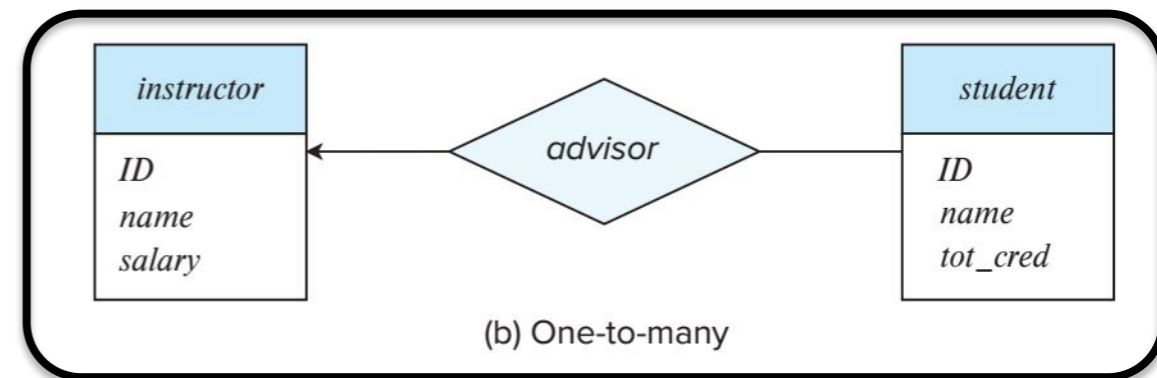 instructor
ID
name
salary
advisor
student
ID
name
tot_cred
(b) One-to-many